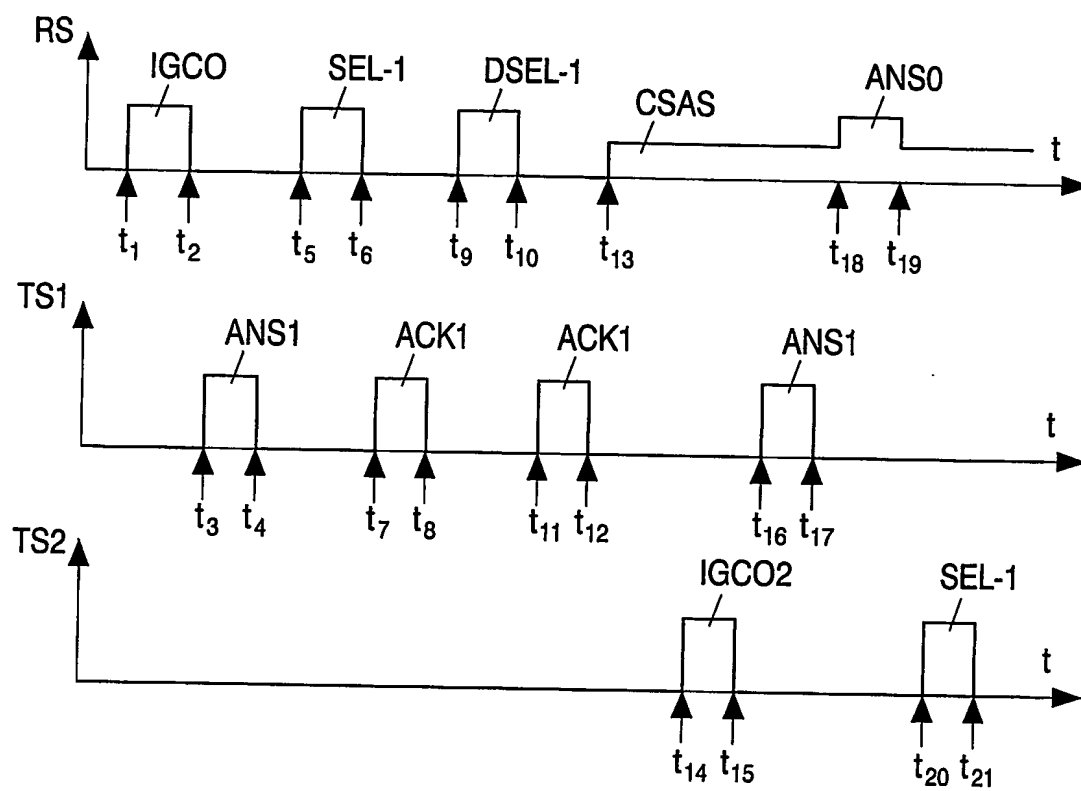 RS
IGCO
SEL-1
DSEL-1
CSAS
ANS0
t
t1
t2
t5
t6
t9
t10
t13
t18
t19
TS1
ANS1
ACK1
ACK1
ANS1
t
t3
t4
t7
t8
t11
t12
t16
t17
TS2
IGCO2
SEL-1
t
t14
t15
t20
t21